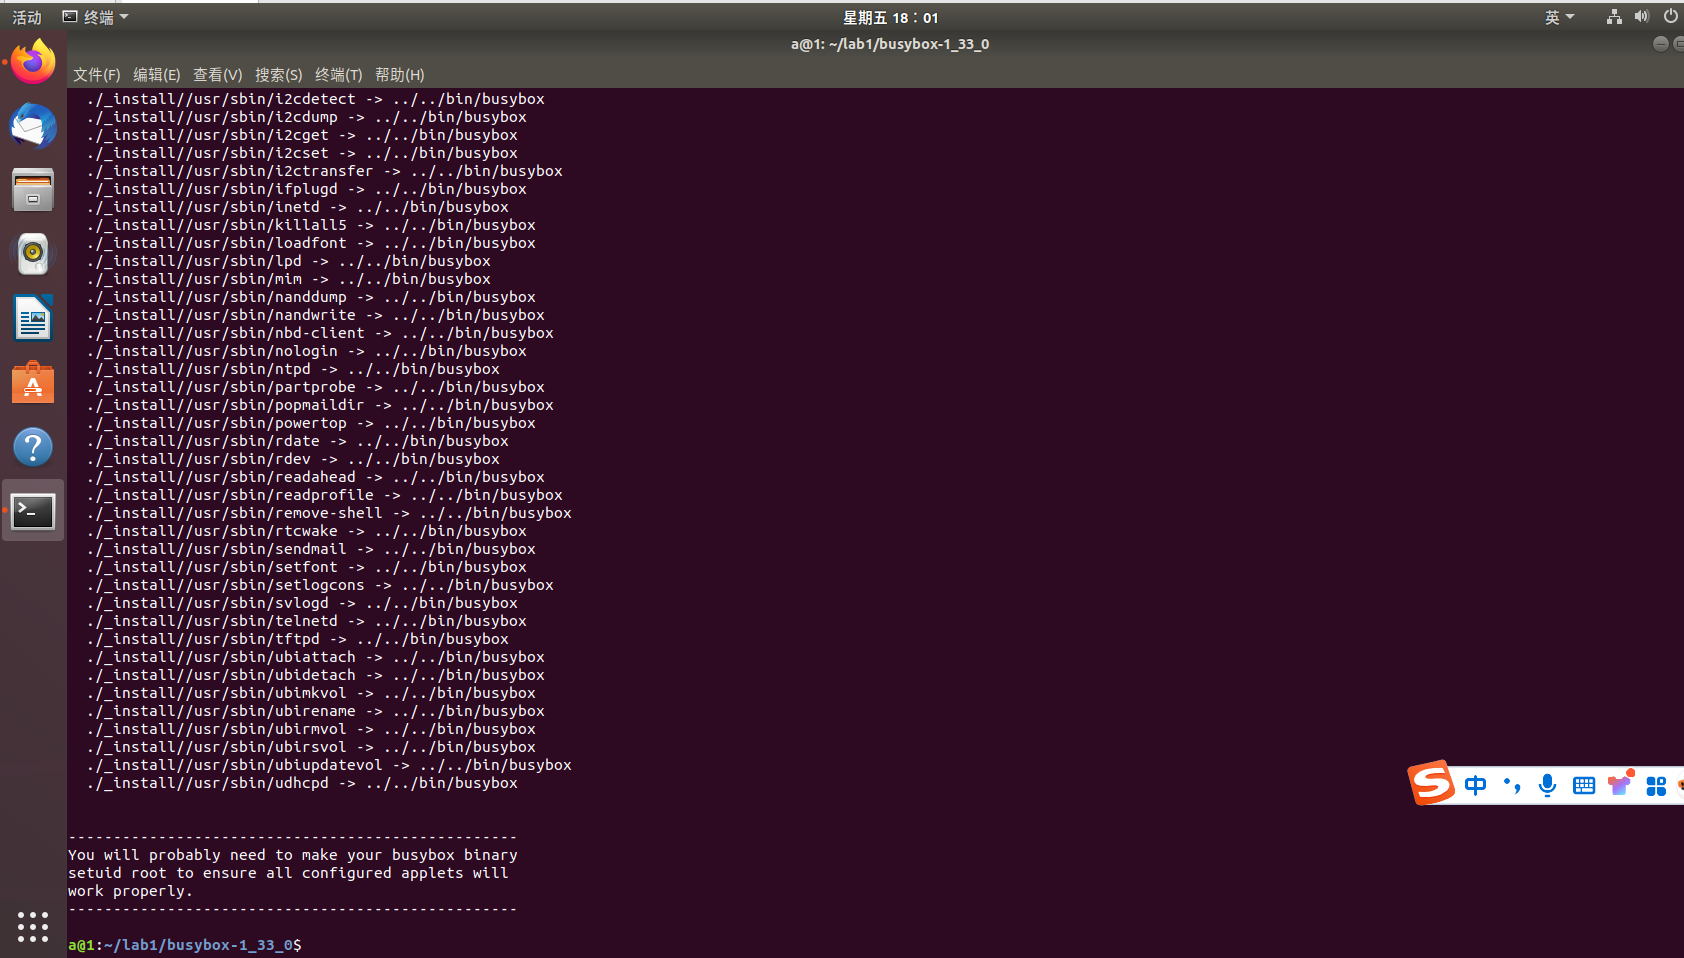 活动 终端 星期五 18：01 英
a@1: ~/lab1/busybox-1_33_0
文件(F) 编辑(E) 查看(V) 搜索(S) 终端(T) 帮助(H)
./_install//usr/sbin/i2cdetect -> ../../bin/busybox
./_install//usr/sbin/i2cdump -> ../../bin/busybox
./_install//usr/sbin/i2cget -> ../../bin/busybox
./_install//usr/sbin/i2cset -> ../../bin/busybox
./_install//usr/sbin/i2ctransfer -> ../../bin/busybox
./_install//usr/sbin/ifplugd -> ../../bin/busybox
./_install//usr/sbin/inetd -> ../../bin/busybox
./_install//usr/sbin/killall5 -> ../../bin/busybox
./_install//usr/sbin/loadfont -> ../../bin/busybox
./_install//usr/sbin/lpd -> ../../bin/busybox
./_install//usr/sbin/mim -> ../../bin/busybox
./_install//usr/sbin/nanddump -> ../../bin/busybox
./_install//usr/sbin/nandwrite -> ../../bin/busybox
./_install//usr/sbin/nbd-client -> ../../bin/busybox
./_install//usr/sbin/nologin -> ../../bin/busybox
./_install//usr/sbin/ntpd -> ../../bin/busybox
./_install//usr/sbin/partprobe -> ../../bin/busybox
./_install//usr/sbin/popmaildir -> ../../bin/busybox
./_install//usr/sbin/powertop -> ../../bin/busybox
./_install//usr/sbin/rdate -> ../../bin/busybox
./_install//usr/sbin/rdev -> ../../bin/busybox
./_install//usr/sbin/readahead -> ../../bin/busybox
./_install//usr/sbin/readprofile -> ../../bin/busybox
./_install//usr/sbin/remove-shell -> ../../bin/busybox
./_install//usr/sbin/rtcwake -> ../../bin/busybox
./_install//usr/sbin/sendmail -> ../../bin/busybox
./_install//usr/sbin/setfont -> ../../bin/busybox
./_install//usr/sbin/setlogcons -> ../../bin/busybox
./_install//usr/sbin/svlogd -> ../../bin/busybox
./_install//usr/sbin/telnetd -> ../../bin/busybox
./_install//usr/sbin/tftpd -> ../../bin/busybox
./_install//usr/sbin/ubiattach -> ../../bin/busybox
./_install//usr/sbin/ubidetach -> ../../bin/busybox
./_install//usr/sbin/ubimkvol -> ../../bin/busybox
./_install//usr/sbin/ubirename -> ../../bin/busybox
./_install//usr/sbin/ubirmvol -> ../../bin/busybox
./_install//usr/sbin/ubirsvol -> ../../bin/busybox
./_install//usr/sbin/ubiupdatevol -> ../../bin/busybox
./_install//usr/sbin/udhcpd -> ../../bin/busybox
中
--------------------------------------------------
You will probably need to make your busybox binary
setuid root to ensure all configured applets will
work properly.
--------------------------------------------------
a@1:~/lab1/busybox-1_33_0$